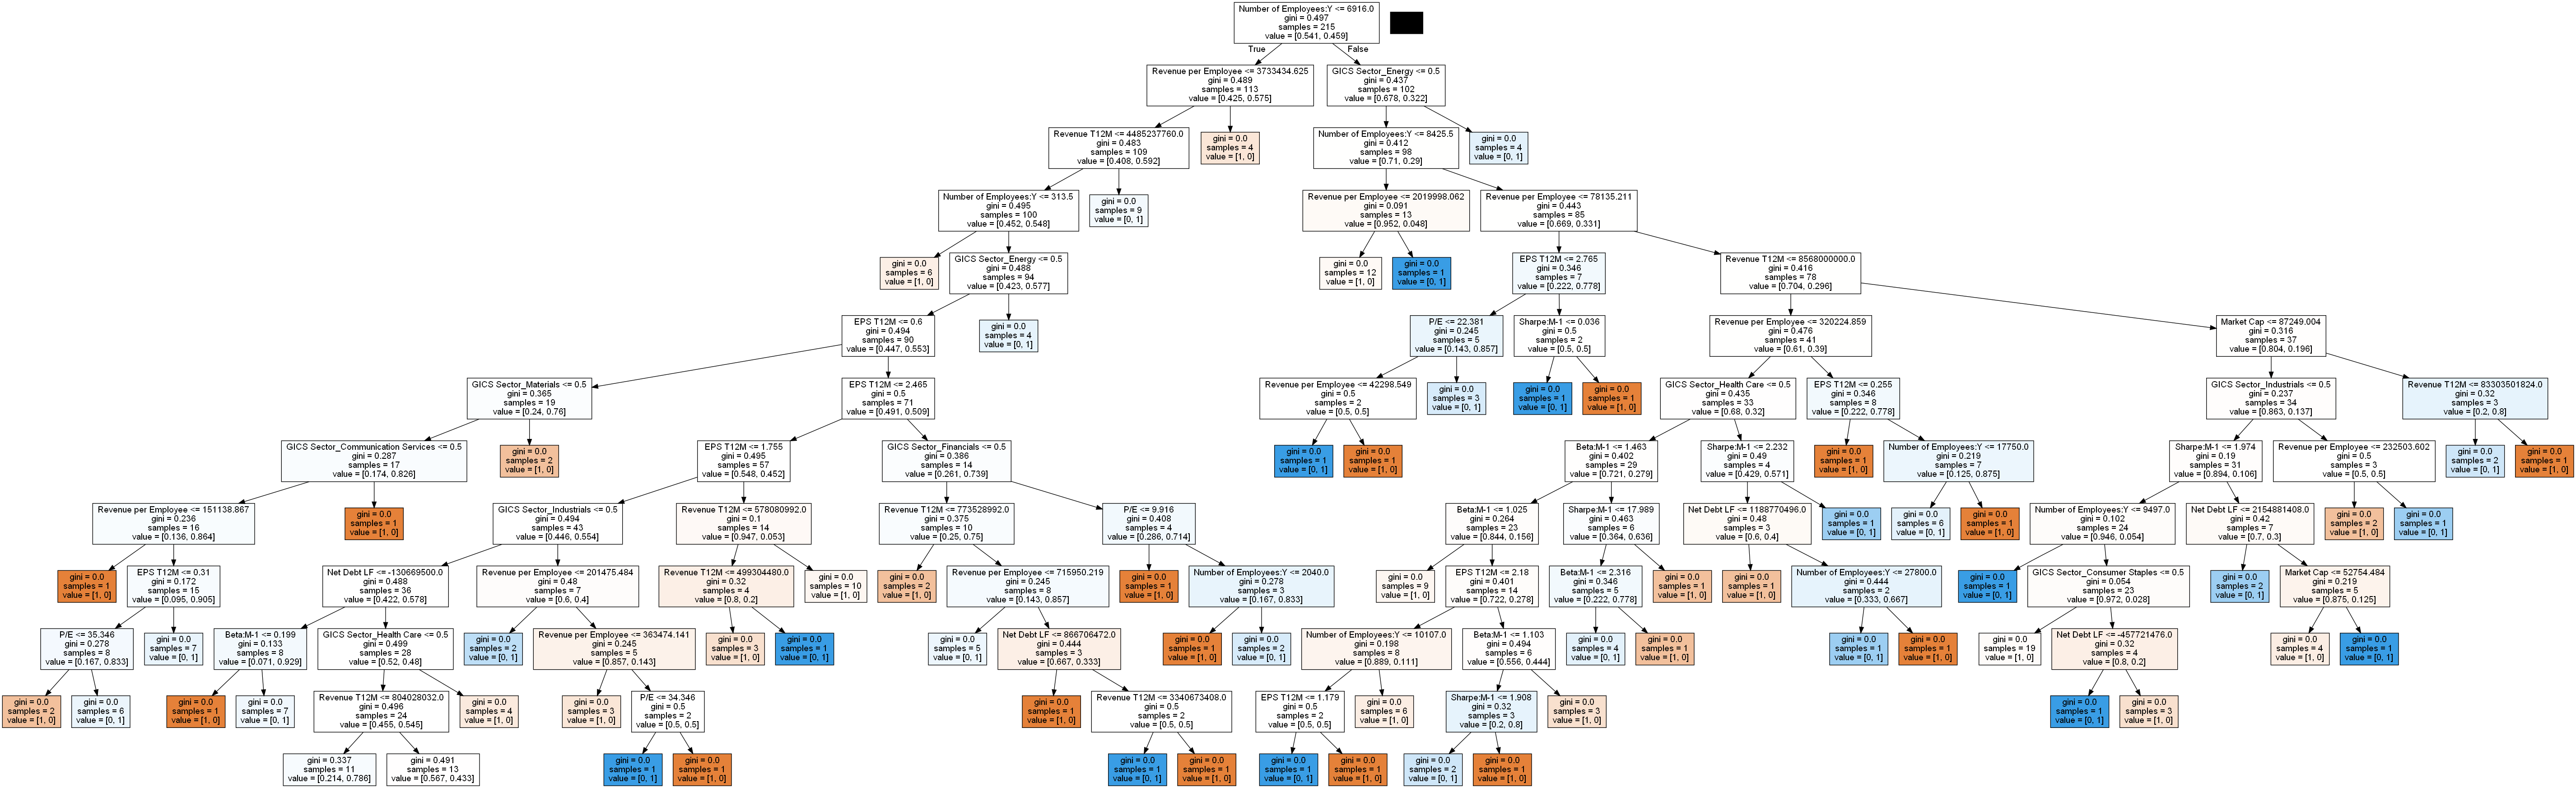 Number of Employees:Y <= 6916.0
gini = 0.497
samples = 215
value = [0.541, 0.459]
True
False
Revenue per Employee <= 3733434.625
gini = 0.489
samples = 113
value = [0.425, 0.575]
GICS Sector_Energy <= 0.5
gini = 0.437
samples = 102
value = [0.678, 0.322]
Revenue T12M <= 4485237760.0
gini = 0.483
samples = 109
value = [0.408, 0.592]
gini = 0.0
samples = 4
value = [1, 0]
Number of Employees:Y <= 8425.5
gini = 0.412
samples = 98
value = [0.71, 0.29]
gini = 0.0
samples = 4
value = [0, 1]
Number of Employees:Y <= 313.5
gini = 0.495
samples = 100
value = [0.452, 0.548]
gini = 0.0
samples = 9
value = [0, 1]
Revenue per Employee <= 2019998.062
gini = 0.091
samples = 13
value = [0.952, 0.048]
Revenue per Employee <= 78135.211
gini = 0.443
samples = 85
value = [0.669, 0.331]
gini = 0.0
samples = 6
value = [1, 0]
GICS Sector_Energy <= 0.5
gini = 0.488
samples = 94
value = [0.423, 0.577]
gini = 0.0
samples = 12
value = [1, 0]
gini = 0.0
samples = 1
value = [0, 1]
EPS T12M <= 2.765
gini = 0.346
samples = 7
value = [0.222, 0.778]
Revenue T12M <= 8568000000.0
gini = 0.416
samples = 78
value = [0.704, 0.296]
EPS T12M <= 0.6
gini = 0.494
samples = 90
value = [0.447, 0.553]
gini = 0.0
samples = 4
value = [0, 1]
P/E <= 22.381
gini = 0.245
samples = 5
value = [0.143, 0.857]
Sharpe:M-1 <= 0.036
gini = 0.5
samples = 2
value = [0.5, 0.5]
Revenue per Employee <= 320224.859
gini = 0.476
samples = 41
value = [0.61, 0.39]
Market Cap <= 87249.004
gini = 0.316
samples = 37
value = [0.804, 0.196]
GICS Sector_Materials <= 0.5
gini = 0.365
samples = 19
value = [0.24, 0.76]
EPS T12M <= 2.465
gini = 0.5
samples = 71
value = [0.491, 0.509]
Revenue per Employee <= 42298.549
gini = 0.5
samples = 2
value = [0.5, 0.5]
gini = 0.0
samples = 3
value = [0, 1]
gini = 0.0
samples = 1
value = [0, 1]
gini = 0.0
samples = 1
value = [1, 0]
GICS Sector_Health Care <= 0.5
gini = 0.435
samples = 33
value = [0.68, 0.32]
EPS T12M <= 0.255
gini = 0.346
samples = 8
value = [0.222, 0.778]
GICS Sector_Industrials <= 0.5
gini = 0.237
samples = 34
value = [0.863, 0.137]
Revenue T12M <= 83303501824.0
gini = 0.32
samples = 3
value = [0.2, 0.8]
GICS Sector_Communication Services <= 0.5
gini = 0.287
samples = 17
value = [0.174, 0.826]
gini = 0.0
samples = 2
value = [1, 0]
EPS T12M <= 1.755
gini = 0.495
samples = 57
value = [0.548, 0.452]
GICS Sector_Financials <= 0.5
gini = 0.386
samples = 14
value = [0.261, 0.739]
gini = 0.0
samples = 1
value = [0, 1]
gini = 0.0
samples = 1
value = [1, 0]
Beta:M-1 <= 1.463
gini = 0.402
samples = 29
value = [0.721, 0.279]
Sharpe:M-1 <= 2.232
gini = 0.49
samples = 4
value = [0.429, 0.571]
gini = 0.0
samples = 1
value = [1, 0]
Number of Employees:Y <= 17750.0
gini = 0.219
samples = 7
value = [0.125, 0.875]
Sharpe:M-1 <= 1.974
gini = 0.19
samples = 31
value = [0.894, 0.106]
Revenue per Employee <= 232503.602
gini = 0.5
samples = 3
value = [0.5, 0.5]
gini = 0.0
samples = 2
value = [0, 1]
gini = 0.0
samples = 1
value = [1, 0]
Revenue per Employee <= 151138.867
gini = 0.236
samples = 16
value = [0.136, 0.864]
gini = 0.0
samples = 1
value = [1, 0]
GICS Sector_Industrials <= 0.5
gini = 0.494
samples = 43
value = [0.446, 0.554]
Revenue T12M <= 578080992.0
gini = 0.1
samples = 14
value = [0.947, 0.053]
Revenue T12M <= 773528992.0
gini = 0.375
samples = 10
value = [0.25, 0.75]
P/E <= 9.916
gini = 0.408
samples = 4
value = [0.286, 0.714]
Beta:M-1 <= 1.025
gini = 0.264
samples = 23
value = [0.844, 0.156]
Sharpe:M-1 <= 17.989
gini = 0.463
samples = 6
value = [0.364, 0.636]
Net Debt LF <= 1188770496.0
gini = 0.48
samples = 3
value = [0.6, 0.4]
gini = 0.0
samples = 1
value = [0, 1]
gini = 0.0
samples = 6
value = [0, 1]
gini = 0.0
samples = 1
value = [1, 0]
Number of Employees:Y <= 9497.0
gini = 0.102
samples = 24
value = [0.946, 0.054]
Net Debt LF <= 2154881408.0
gini = 0.42
samples = 7
value = [0.7, 0.3]
gini = 0.0
samples = 2
value = [1, 0]
gini = 0.0
samples = 1
value = [0, 1]
gini = 0.0
samples = 1
value = [1, 0]
EPS T12M <= 0.31
gini = 0.172
samples = 15
value = [0.095, 0.905]
Net Debt LF <= -130669500.0
gini = 0.488
samples = 36
value = [0.422, 0.578]
Revenue per Employee <= 201475.484
gini = 0.48
samples = 7
value = [0.6, 0.4]
Revenue T12M <= 499304480.0
gini = 0.32
samples = 4
value = [0.8, 0.2]
gini = 0.0
samples = 10
value = [1, 0]
gini = 0.0
samples = 2
value = [1, 0]
Revenue per Employee <= 715950.219
gini = 0.245
samples = 8
value = [0.143, 0.857]
gini = 0.0
samples = 1
value = [1, 0]
Number of Employees:Y <= 2040.0
gini = 0.278
samples = 3
value = [0.167, 0.833]
gini = 0.0
samples = 9
value = [1, 0]
EPS T12M <= 2.18
gini = 0.401
samples = 14
value = [0.722, 0.278]
Beta:M-1 <= 2.316
gini = 0.346
samples = 5
value = [0.222, 0.778]
gini = 0.0
samples = 1
value = [1, 0]
gini = 0.0
samples = 1
value = [1, 0]
Number of Employees:Y <= 27800.0
gini = 0.444
samples = 2
value = [0.333, 0.667]
gini = 0.0
samples = 1
value = [0, 1]
GICS Sector_Consumer Staples <= 0.5
gini = 0.054
samples = 23
value = [0.972, 0.028]
gini = 0.0
samples = 2
value = [0, 1]
Market Cap <= 52754.484
gini = 0.219
samples = 5
value = [0.875, 0.125]
P/E <= 35.346
gini = 0.278
samples = 8
value = [0.167, 0.833]
gini = 0.0
samples = 7
value = [0, 1]
Beta:M-1 <= 0.199
gini = 0.133
samples = 8
value = [0.071, 0.929]
GICS Sector_Health Care <= 0.5
gini = 0.499
samples = 28
value = [0.52, 0.48]
gini = 0.0
samples = 2
value = [0, 1]
Revenue per Employee <= 363474.141
gini = 0.245
samples = 5
value = [0.857, 0.143]
gini = 0.0
samples = 3
value = [1, 0]
gini = 0.0
samples = 1
value = [0, 1]
gini = 0.0
samples = 5
value = [0, 1]
Net Debt LF <= 866706472.0
gini = 0.444
samples = 3
value = [0.667, 0.333]
gini = 0.0
samples = 1
value = [1, 0]
gini = 0.0
samples = 2
value = [0, 1]
Number of Employees:Y <= 10107.0
gini = 0.198
samples = 8
value = [0.889, 0.111]
Beta:M-1 <= 1.103
gini = 0.494
samples = 6
value = [0.556, 0.444]
gini = 0.0
samples = 4
value = [0, 1]
gini = 0.0
samples = 1
value = [1, 0]
gini = 0.0
samples = 1
value = [0, 1]
gini = 0.0
samples = 1
value = [1, 0]
gini = 0.0
samples = 19
value = [1, 0]
Net Debt LF <= -457721476.0
gini = 0.32
samples = 4
value = [0.8, 0.2]
gini = 0.0
samples = 4
value = [1, 0]
gini = 0.0
samples = 1
value = [0, 1]
gini = 0.0
samples = 2
value = [1, 0]
gini = 0.0
samples = 6
value = [0, 1]
gini = 0.0
samples = 1
value = [1, 0]
gini = 0.0
samples = 7
value = [0, 1]
Revenue T12M <= 804028032.0
gini = 0.496
samples = 24
value = [0.455, 0.545]
gini = 0.0
samples = 4
value = [1, 0]
gini = 0.0
samples = 3
value = [1, 0]
P/E <= 34.346
gini = 0.5
samples = 2
value = [0.5, 0.5]
gini = 0.0
samples = 1
value = [1, 0]
Revenue T12M <= 3340673408.0
gini = 0.5
samples = 2
value = [0.5, 0.5]
EPS T12M <= 1.179
gini = 0.5
samples = 2
value = [0.5, 0.5]
gini = 0.0
samples = 6
value = [1, 0]
Sharpe:M-1 <= 1.908
gini = 0.32
samples = 3
value = [0.2, 0.8]
gini = 0.0
samples = 3
value = [1, 0]
gini = 0.0
samples = 1
value = [0, 1]
gini = 0.0
samples = 3
value = [1, 0]
gini = 0.337
samples = 11
value = [0.214, 0.786]
gini = 0.491
samples = 13
value = [0.567, 0.433]
gini = 0.0
samples = 1
value = [0, 1]
gini = 0.0
samples = 1
value = [1, 0]
gini = 0.0
samples = 1
value = [0, 1]
gini = 0.0
samples = 1
value = [1, 0]
gini = 0.0
samples = 1
value = [0, 1]
gini = 0.0
samples = 1
value = [1, 0]
gini = 0.0
samples = 2
value = [0, 1]
gini = 0.0
samples = 1
value = [1, 0]